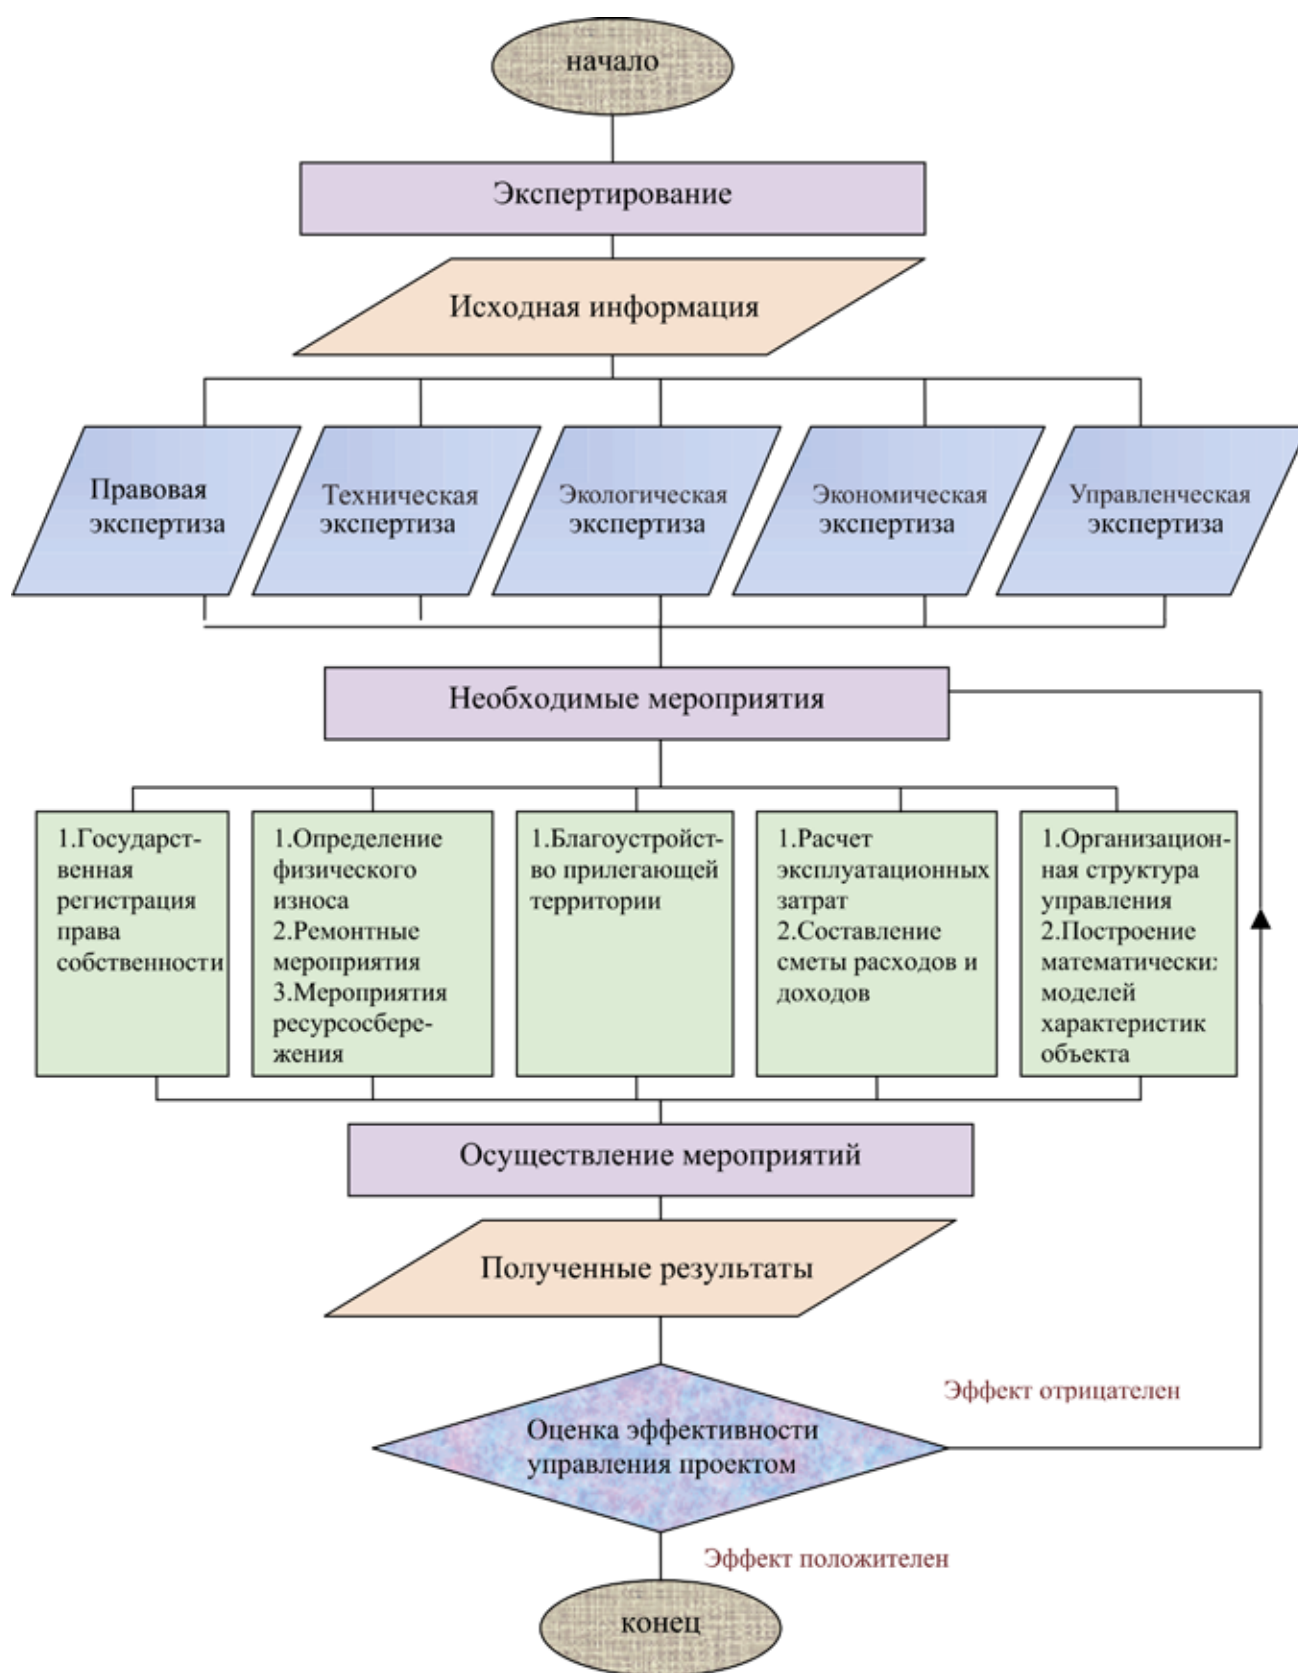 начало
Экспертирование
Исходная информация
Правовая
экспертиза
Техническая
экспертиза
Экологическая
экспертиза
Экономическая
экспертиза
Управленческая
экспертиза
Необходимые мероприятия
1.Государст-
венная
регистрация
права
собственности
1.Определение
физического
износа
2.Ремонтные
мероприятия
3.Мероприятия
ресурсосбере-
жения
1.Благоустройст-
во прилегающей
территории
1.Расчет
эксплуатационных
затрат
2.Составление
сметы расходов и
доходов
1.Организацион-
ная структура
управления
2.Построение
математических
моделей
характеристик
объекта
Осуществление мероприятий
Полученные результаты
Эффект отрицателен
Оценка эффективности
управления проектом
Эффект положителен
конец